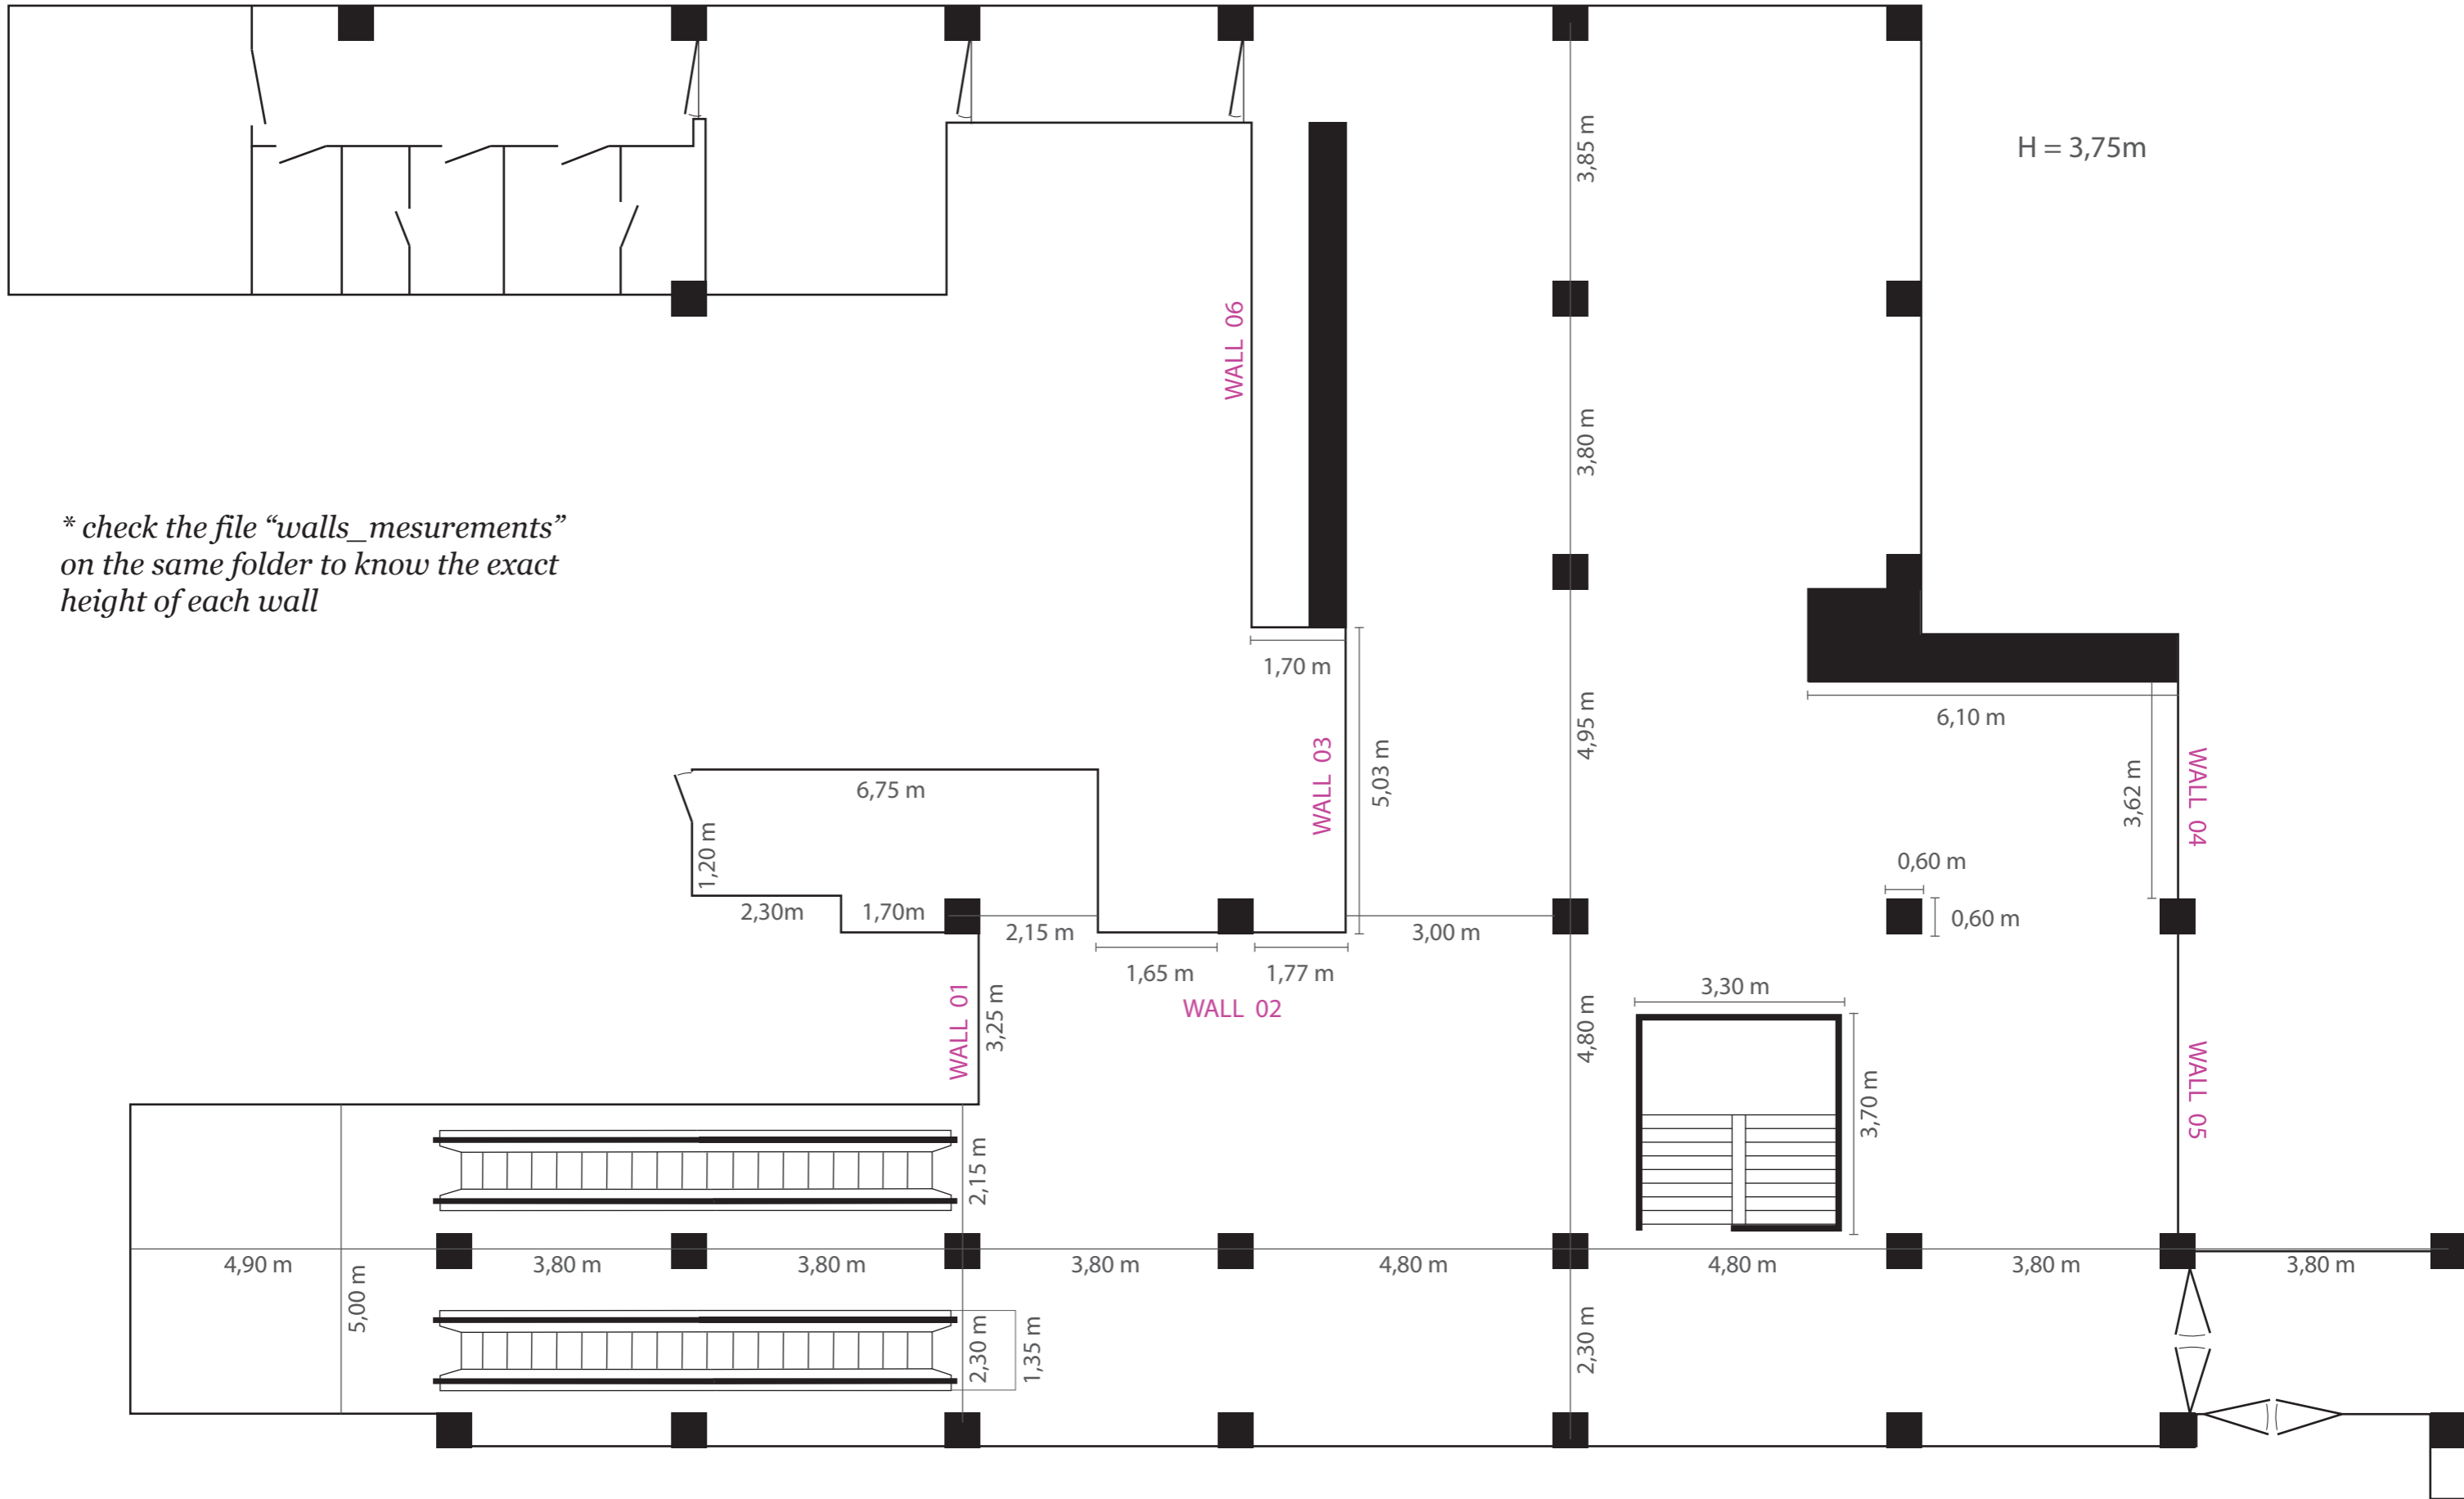 H = 3,75m
3,85 m
WALL 06
3,80 m
* check the file “walls_mesurements”
on the same folder to know the exact
height of each wall
1,70 m
6,10 m
4,95 m
WALL 03
5,03 m
WALL 04
3,62 m
6,75 m
1,20 m
0,60 m
2,30m
1,70m
2,15 m
3,00 m
0,60 m
1,65 m
1,77 m
3,30 m
WALL 01
3,25 m
WALL 02
4,80 m
WALL 05
3,70 m
2,15 m
4,90 m
3,80 m
3,80 m
3,80 m
4,80 m
4,80 m
3,80 m
3,80 m
5,00 m
2,30 m
1,35 m
2,30 m